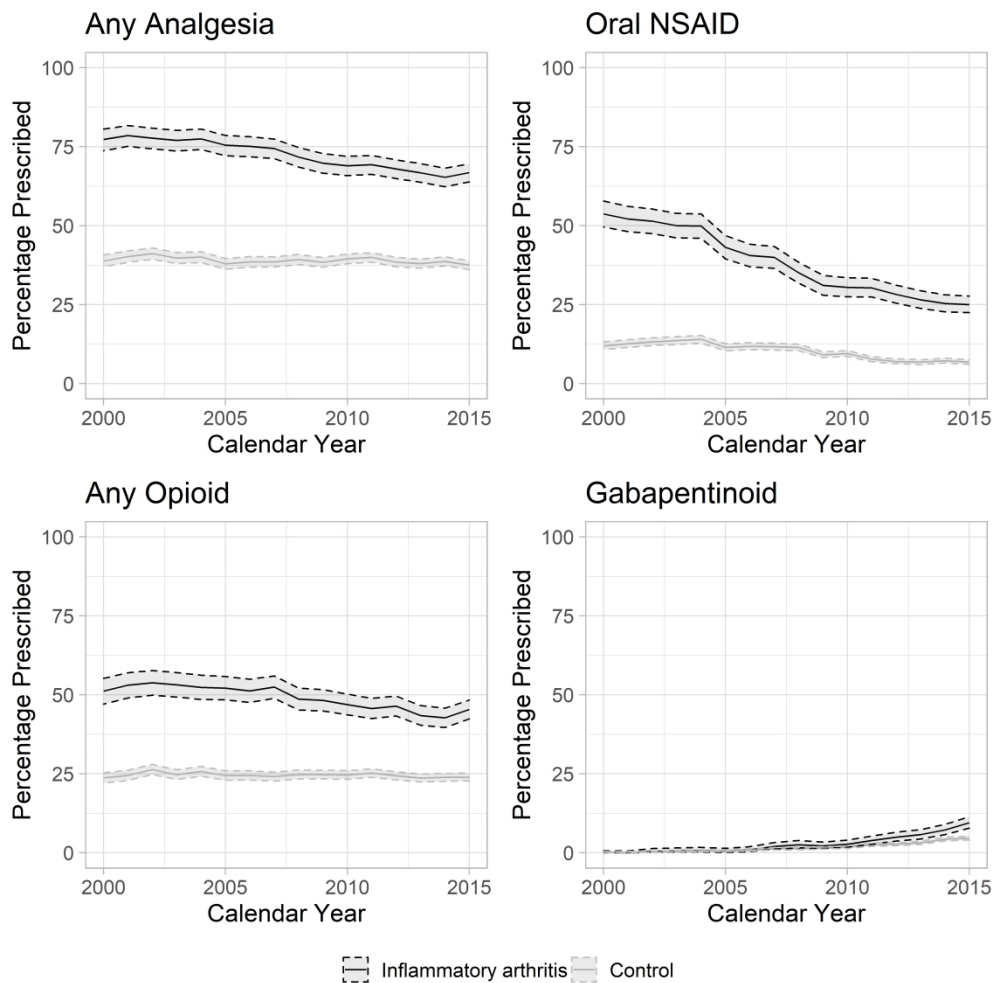 Any Analgesia
Percentage Prescribed
100
75
50
25
0
2000 2005 2010 2015
Calendar Year
Oral NSAID
Percentage Prescribed
100
75
50
25
0
2000 2005 2010 2015
Calendar Year
Any Opioid
Percentage Prescribed
100
75
50
25
0
2000 2005 2010 2015
Calendar Year
Gabapentinoid
Percentage Prescribed
100
75
50
25
0
2000 2005 2010 2015
Calendar Year
Inflammatory arthritis Control